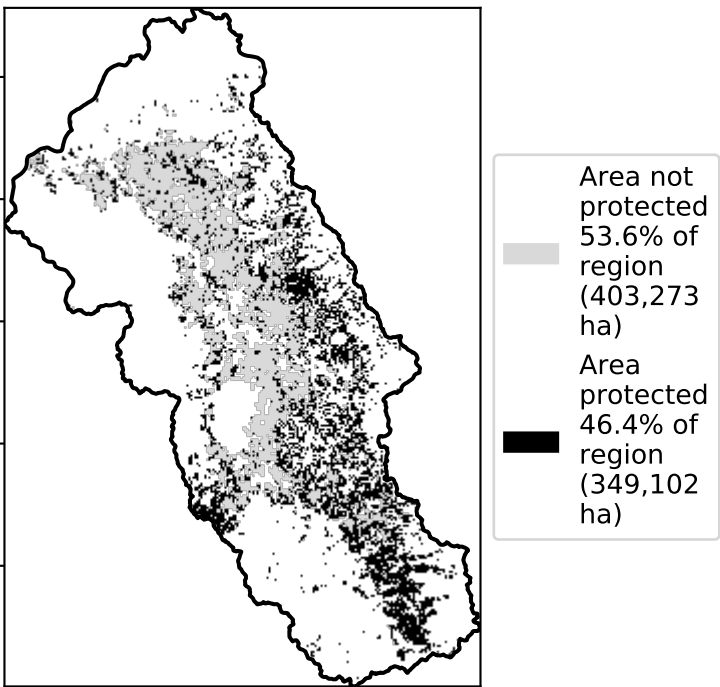 Area not
protected
53.6% of
region
(403,273
ha)
Area
protected
46.4% of
region
(349,102
ha)